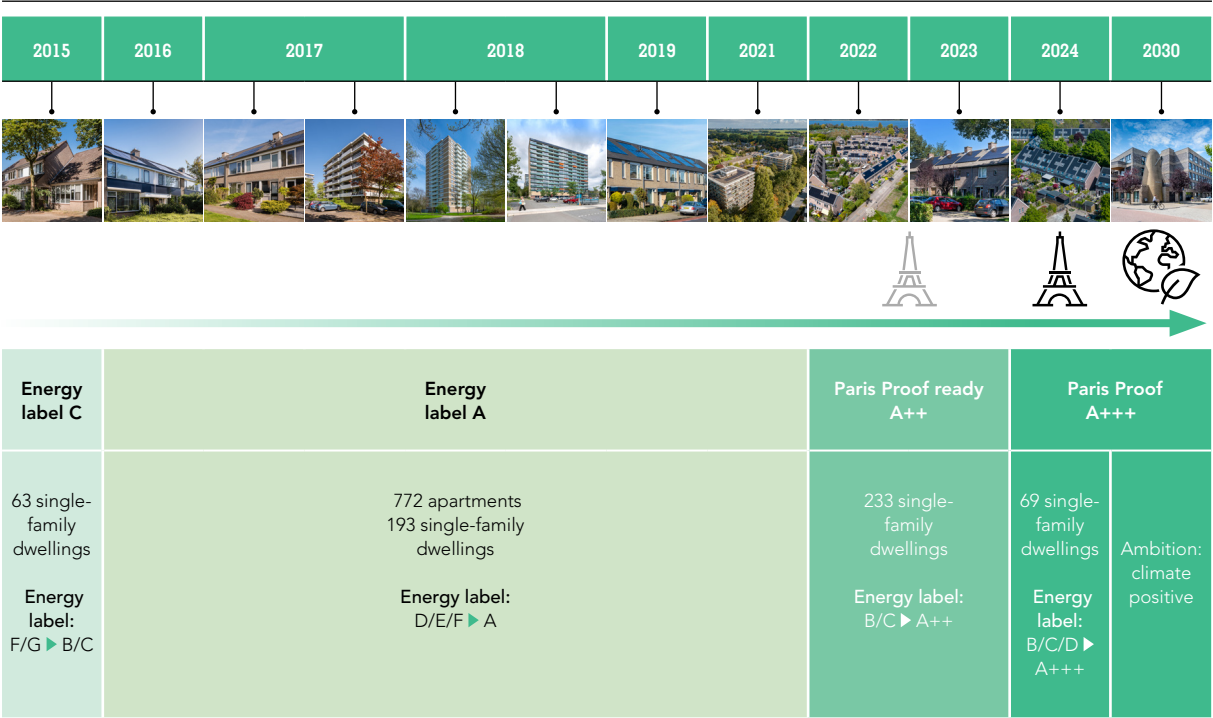 2015
2016
2017
2018
2019
2021
2022
2023
2024
2030
Energy
label C
Energy
label A
Paris Proof ready
A++
Paris Proof
A+++
63 single-
family
dwellings
Energy
label:
F/G ▶ B/C
772 apartments
193 single-family
dwellings
Energy label:
D/E/F ▶ A
233 single-
family
dwellings
Energy label:
B/C ▶ A++
69 single-
family
dwellings
Energy
label:
B/C/D ▶
A+++
Ambition:
climate
positive